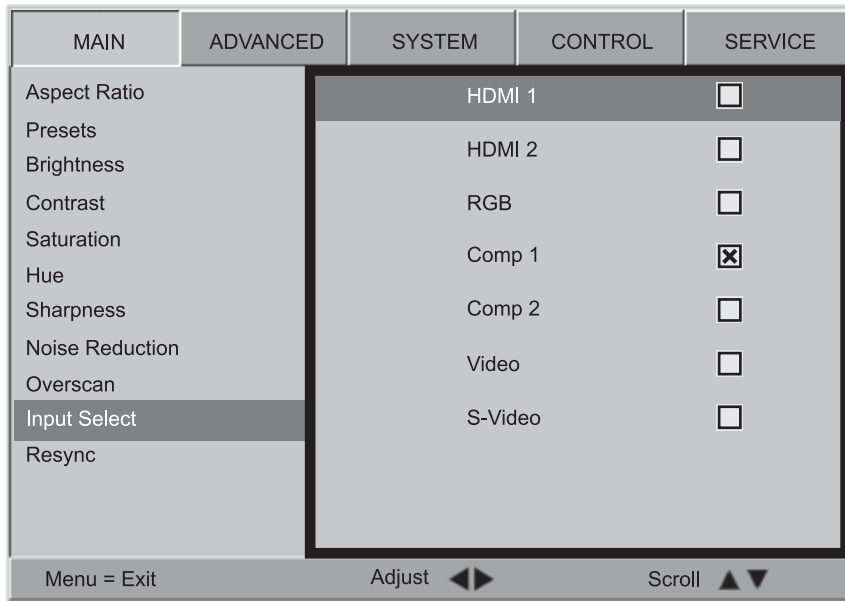 MAIN ADVANCED SYSTEM CONTROL SERVICE
Aspect Ratio
Presets
Brightness
Contrast
Saturation
Hue
Sharpness
Noise Reduction
Overscan
Input Select
Resync
HDMI 1
HDMI 2
RGB
Comp 1
Comp 2
Video
S-Video
Menu = Exit Adjust ◀▶ Scroll ▲▼